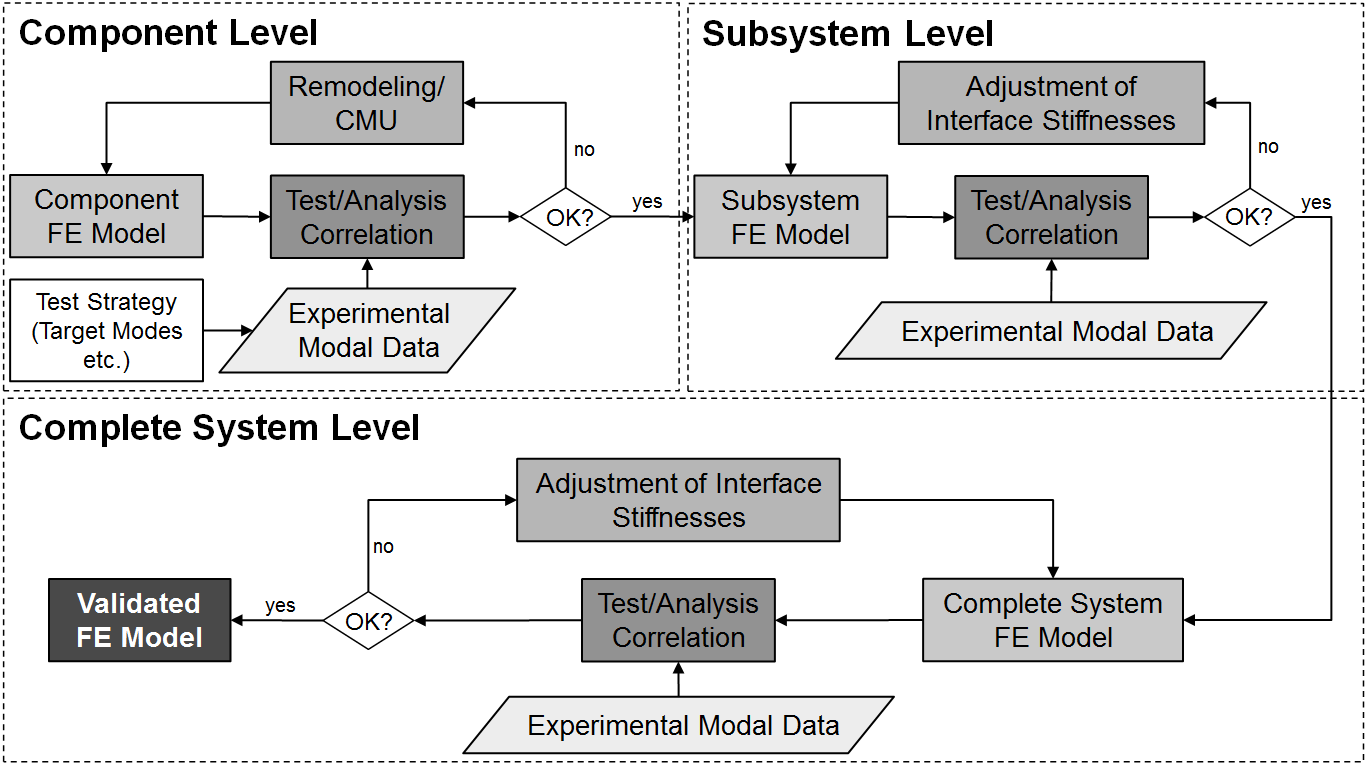 Component Level
Remodeling/
CMU
no
Component
FE Model
Test/Analysis
Correlation
OK?
yes
Test Strategy
(Target Modes
etc.)
Experimental
Modal Data
Subsystem Level
Adjustment of
Interface Stiffnesses
no
Subsystem
FE Model
Test/Analysis
Correlation
OK?
yes
Experimental Modal Data
Complete System Level
Adjustment of Interface
Stiffnesses
no
Validated
FE Model
yes
OK?
Test/Analysis
Correlation
Complete System
FE Model
Experimental Modal Data